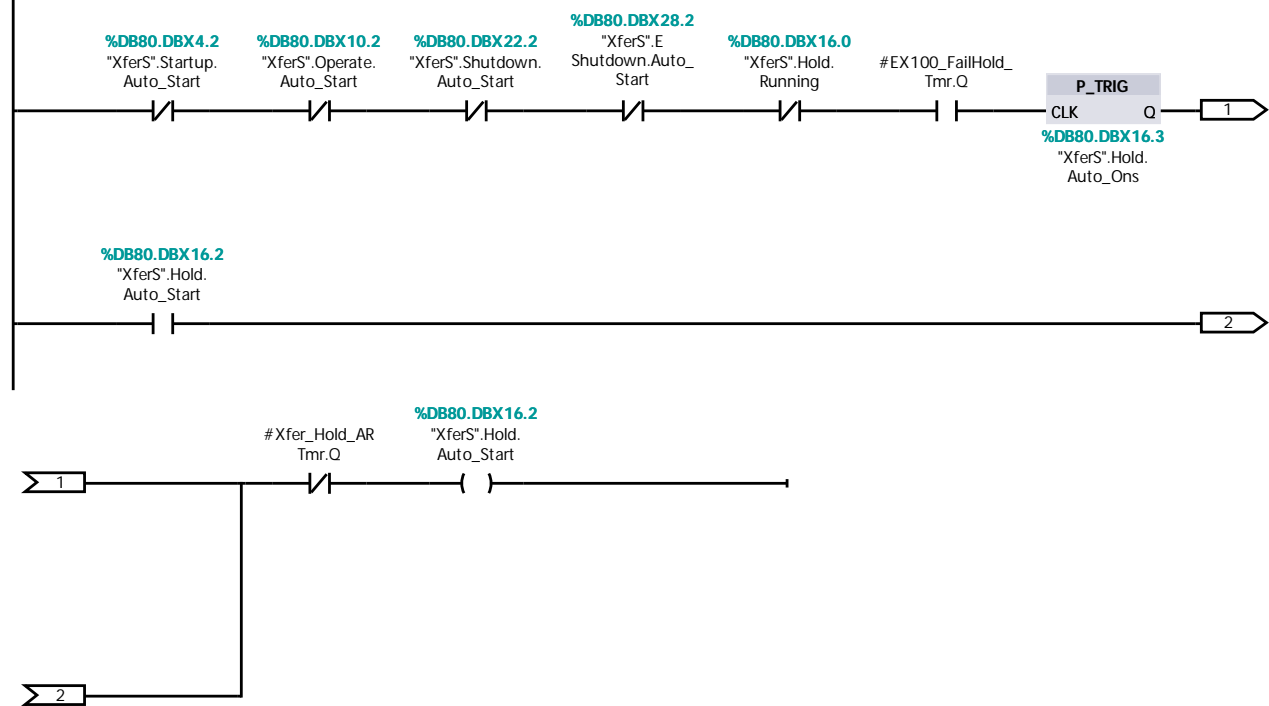 %DB80.DBX4.2
"XferS".Startup.
Auto_Start
%DB80.DBX10.2
"XferS".Operate.
Auto_Start
%DB80.DBX22.2
"XferS".Shutdown.
Auto_Start
%DB80.DBX28.2
"XferS".E
Shutdown.Auto_
Start
%DB80.DBX16.0
"XferS".Hold.
Running
#EX100_FailHold_
Tmr.Q
P_TRIG
CLK Q
%DB80.DBX16.3
"XferS".Hold.
Auto_Ons
1
%DB80.DBX16.2
"XferS".Hold.
Auto_Start
2
1
#Xfer_Hold_AR
Tmr.Q
%DB80.DBX16.2
"XferS".Hold.
Auto_Start
2